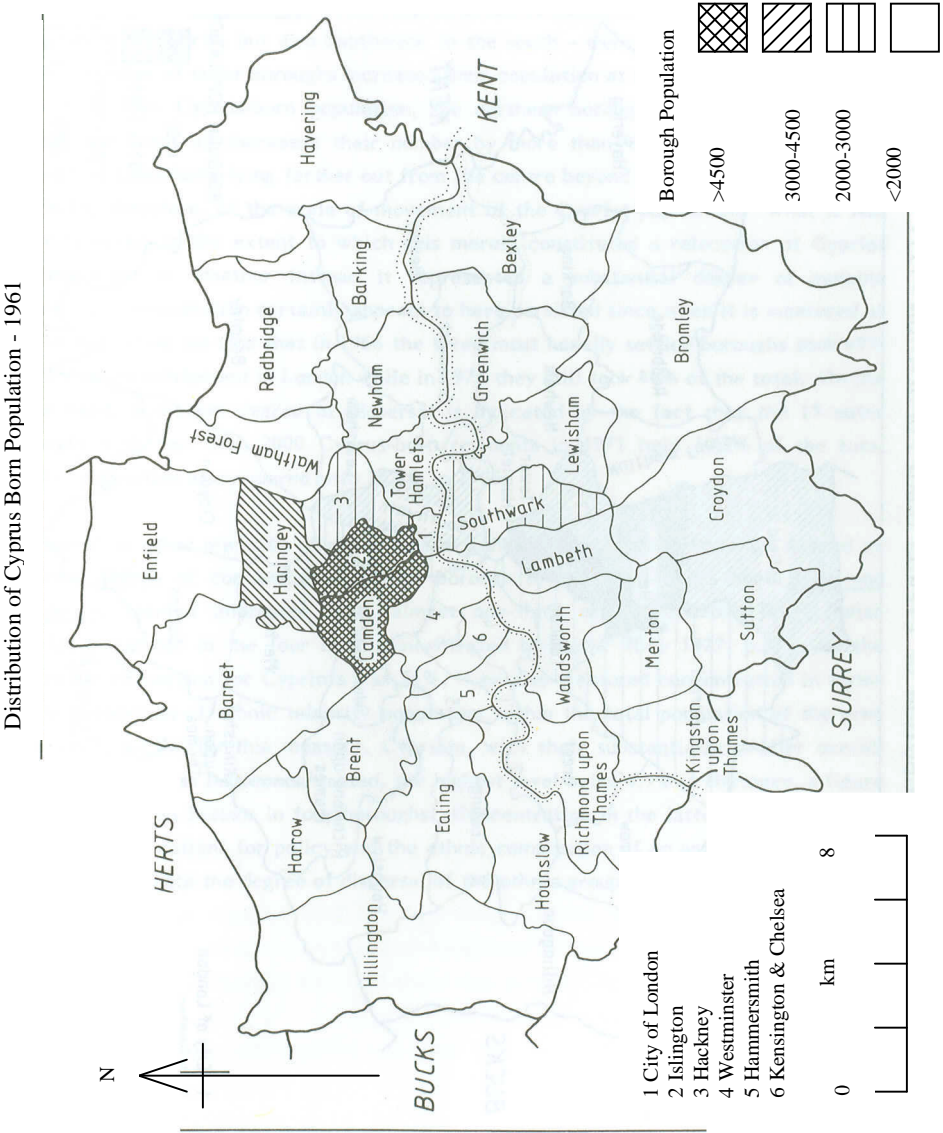 Distribution of Cyprus Born Population - 1961
N
HERTS
BUCKS
KENT
SURREY
Enfield
Barnet
Haringey
Waltham Forest
Redbridge
Havering
Harrow
Brent
Camden
2
3
Newham
Barking
Hillingdon
Ealing
4
5
6
1
Tower
Hamlets
Southwark
Greenwich
Bexley
Hounslow
Richmond upon
Thames
Wandsworth
Lambeth
Lewisham
Kingston
upon
Thames
Merton
Sutton
Croydon
Bromley
1 City of London
2 Islington
3 Hackney
4 Westminster
5 Hammersmith
6 Kensington & Chelsea
0 km 8
Borough Population
>4500
3000-4500
2000-3000
<2000